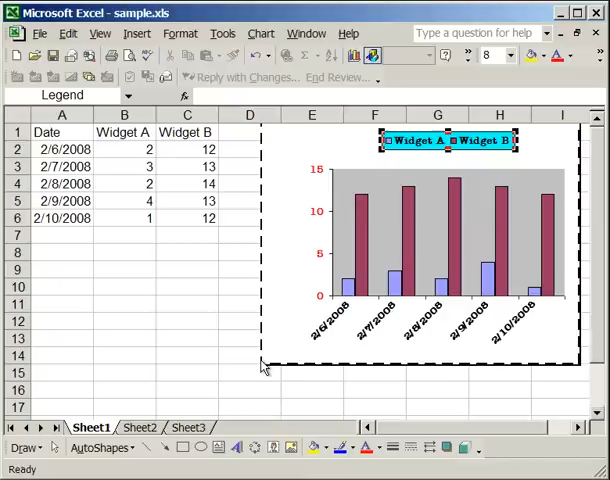 Microsoft Excel - sample.xls
File Edit View Insert Format Tools Data Chart Window Help Type a question for help
Σ 8
Reply with Changes... End Review...
Legend fx
A B C D E F G H I
1 Date Widget A Widget B
2 2/6/2008 2 12
3 2/7/2008 3 13
4 2/8/2008 2 14
5 2/9/2008 4 13
6 2/10/2008 1 12
7
8
9
10
11
12
13
14
15
16
17
Widget A Widget B
15
10
5
0
2/6/2008 2/7/2008 2/8/2008 2/9/2008 2/10/2008
Sheet1 Sheet2 Sheet3
Draw AutoShapes A A
Ready